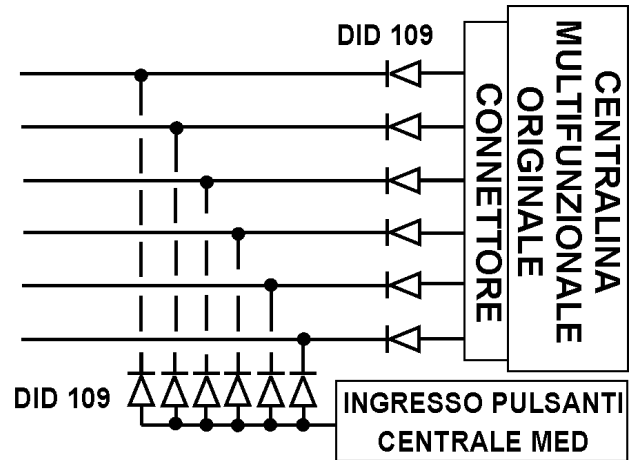 DID 109
CONNETTORE
CENTRALINA
MULTIFUNZIONALE
ORIGINALE
DID 109
INGRESSO PULSANTI
CENTRALE MED